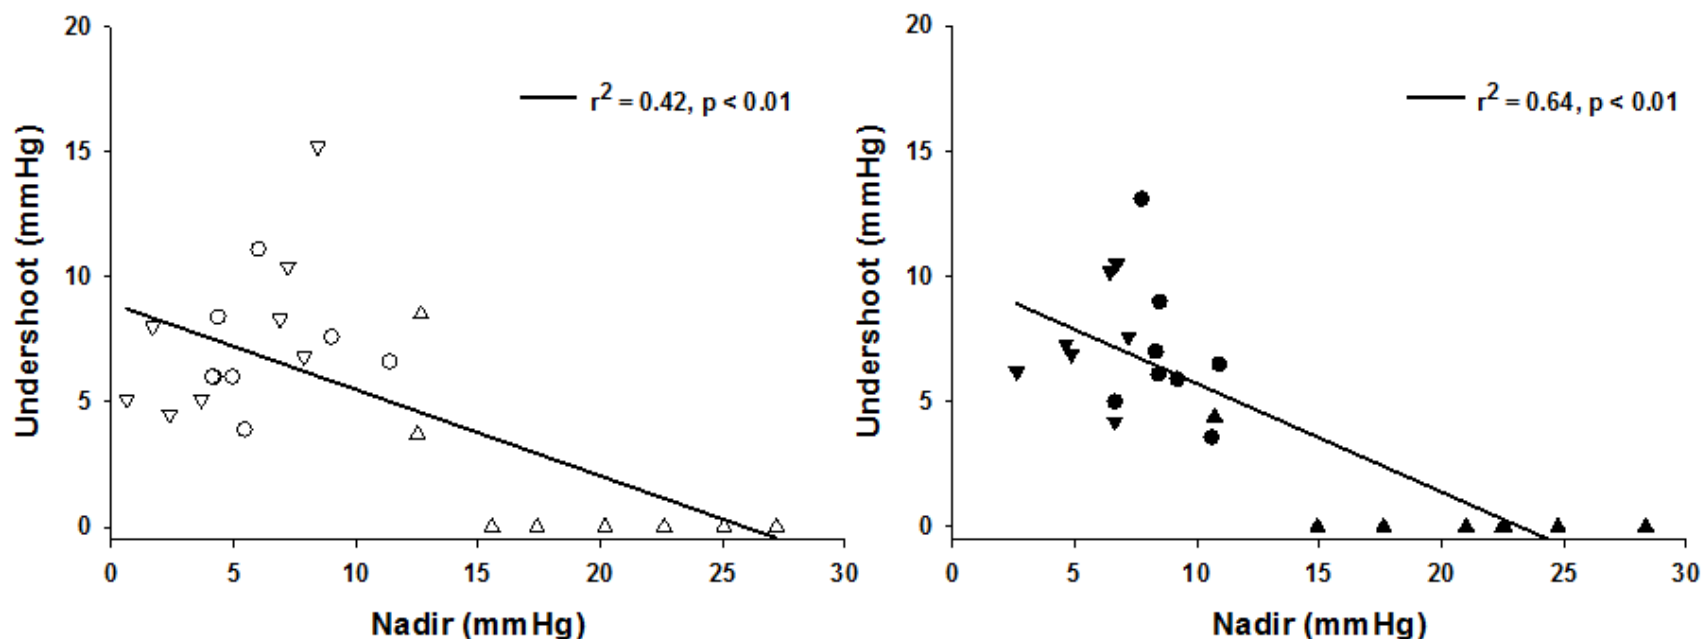 20
15
10
5
0
Undershoot (mmHg)
r² = 0.42, p < 0.01
0 5 10 15 20 25 30
Nadir (mmHg)
20
15
10
5
0
Undershoot (mmHg)
r² = 0.64, p < 0.01
0 5 10 15 20 25 30
Nadir (mmHg)